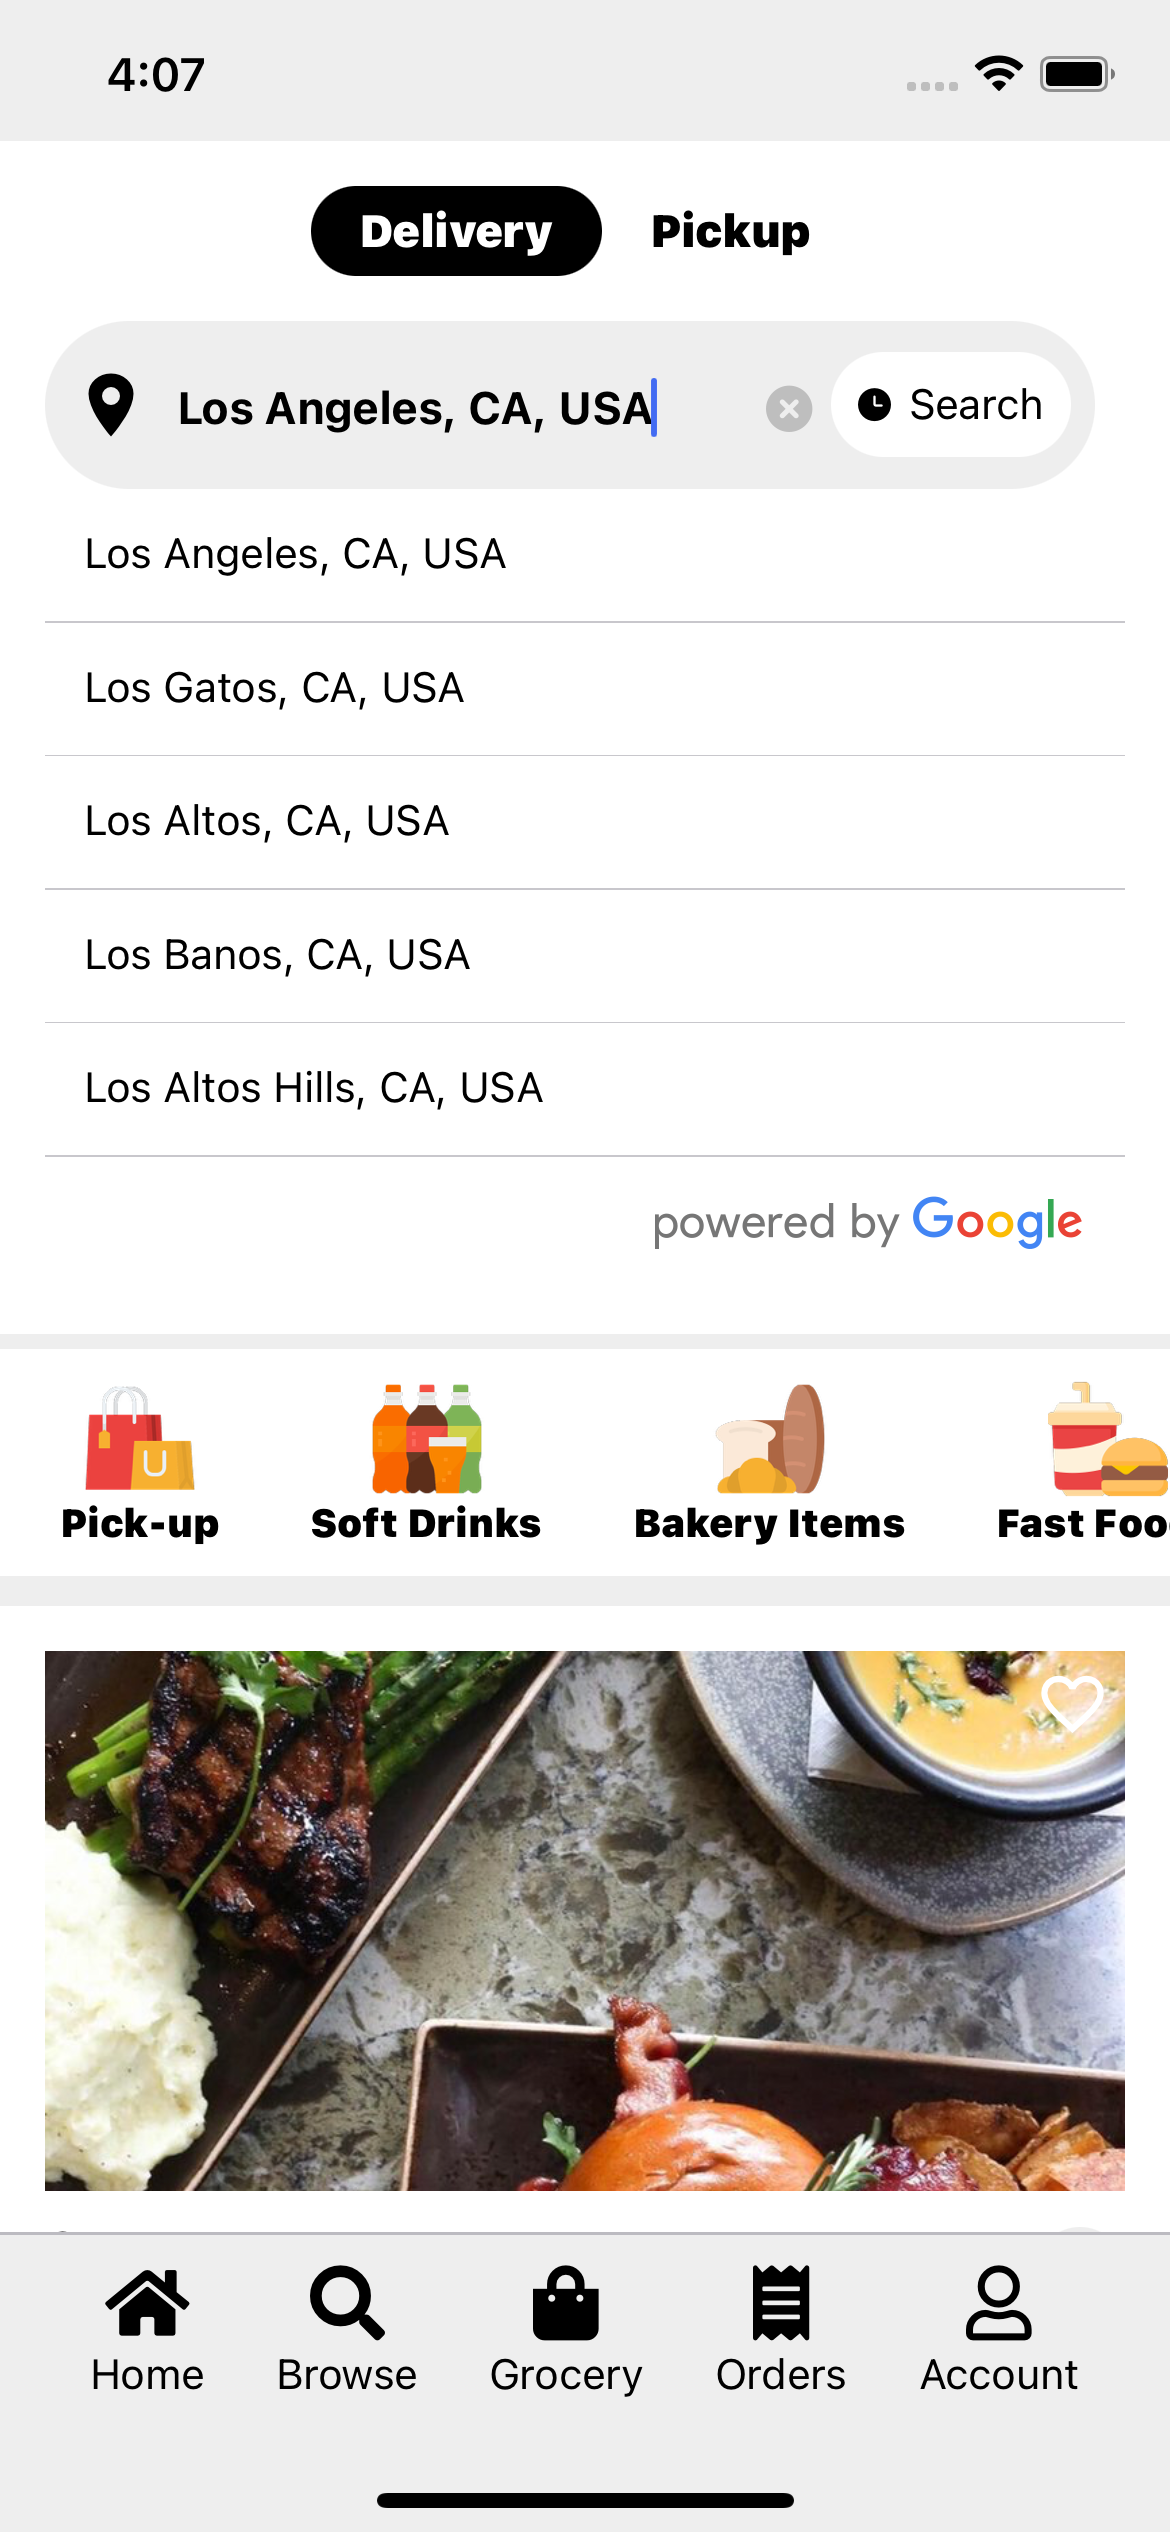 4:07
Delivery Pickup
Los Angeles, CA, USA Search
Los Angeles, CA, USA
Los Gatos, CA, USA
Los Altos, CA, USA
Los Banos, CA, USA
Los Altos Hills, CA, USA
powered by Google
U
Pick-up Soft Drinks Bakery Items Fast Foo
Home Browse Grocery Orders Account